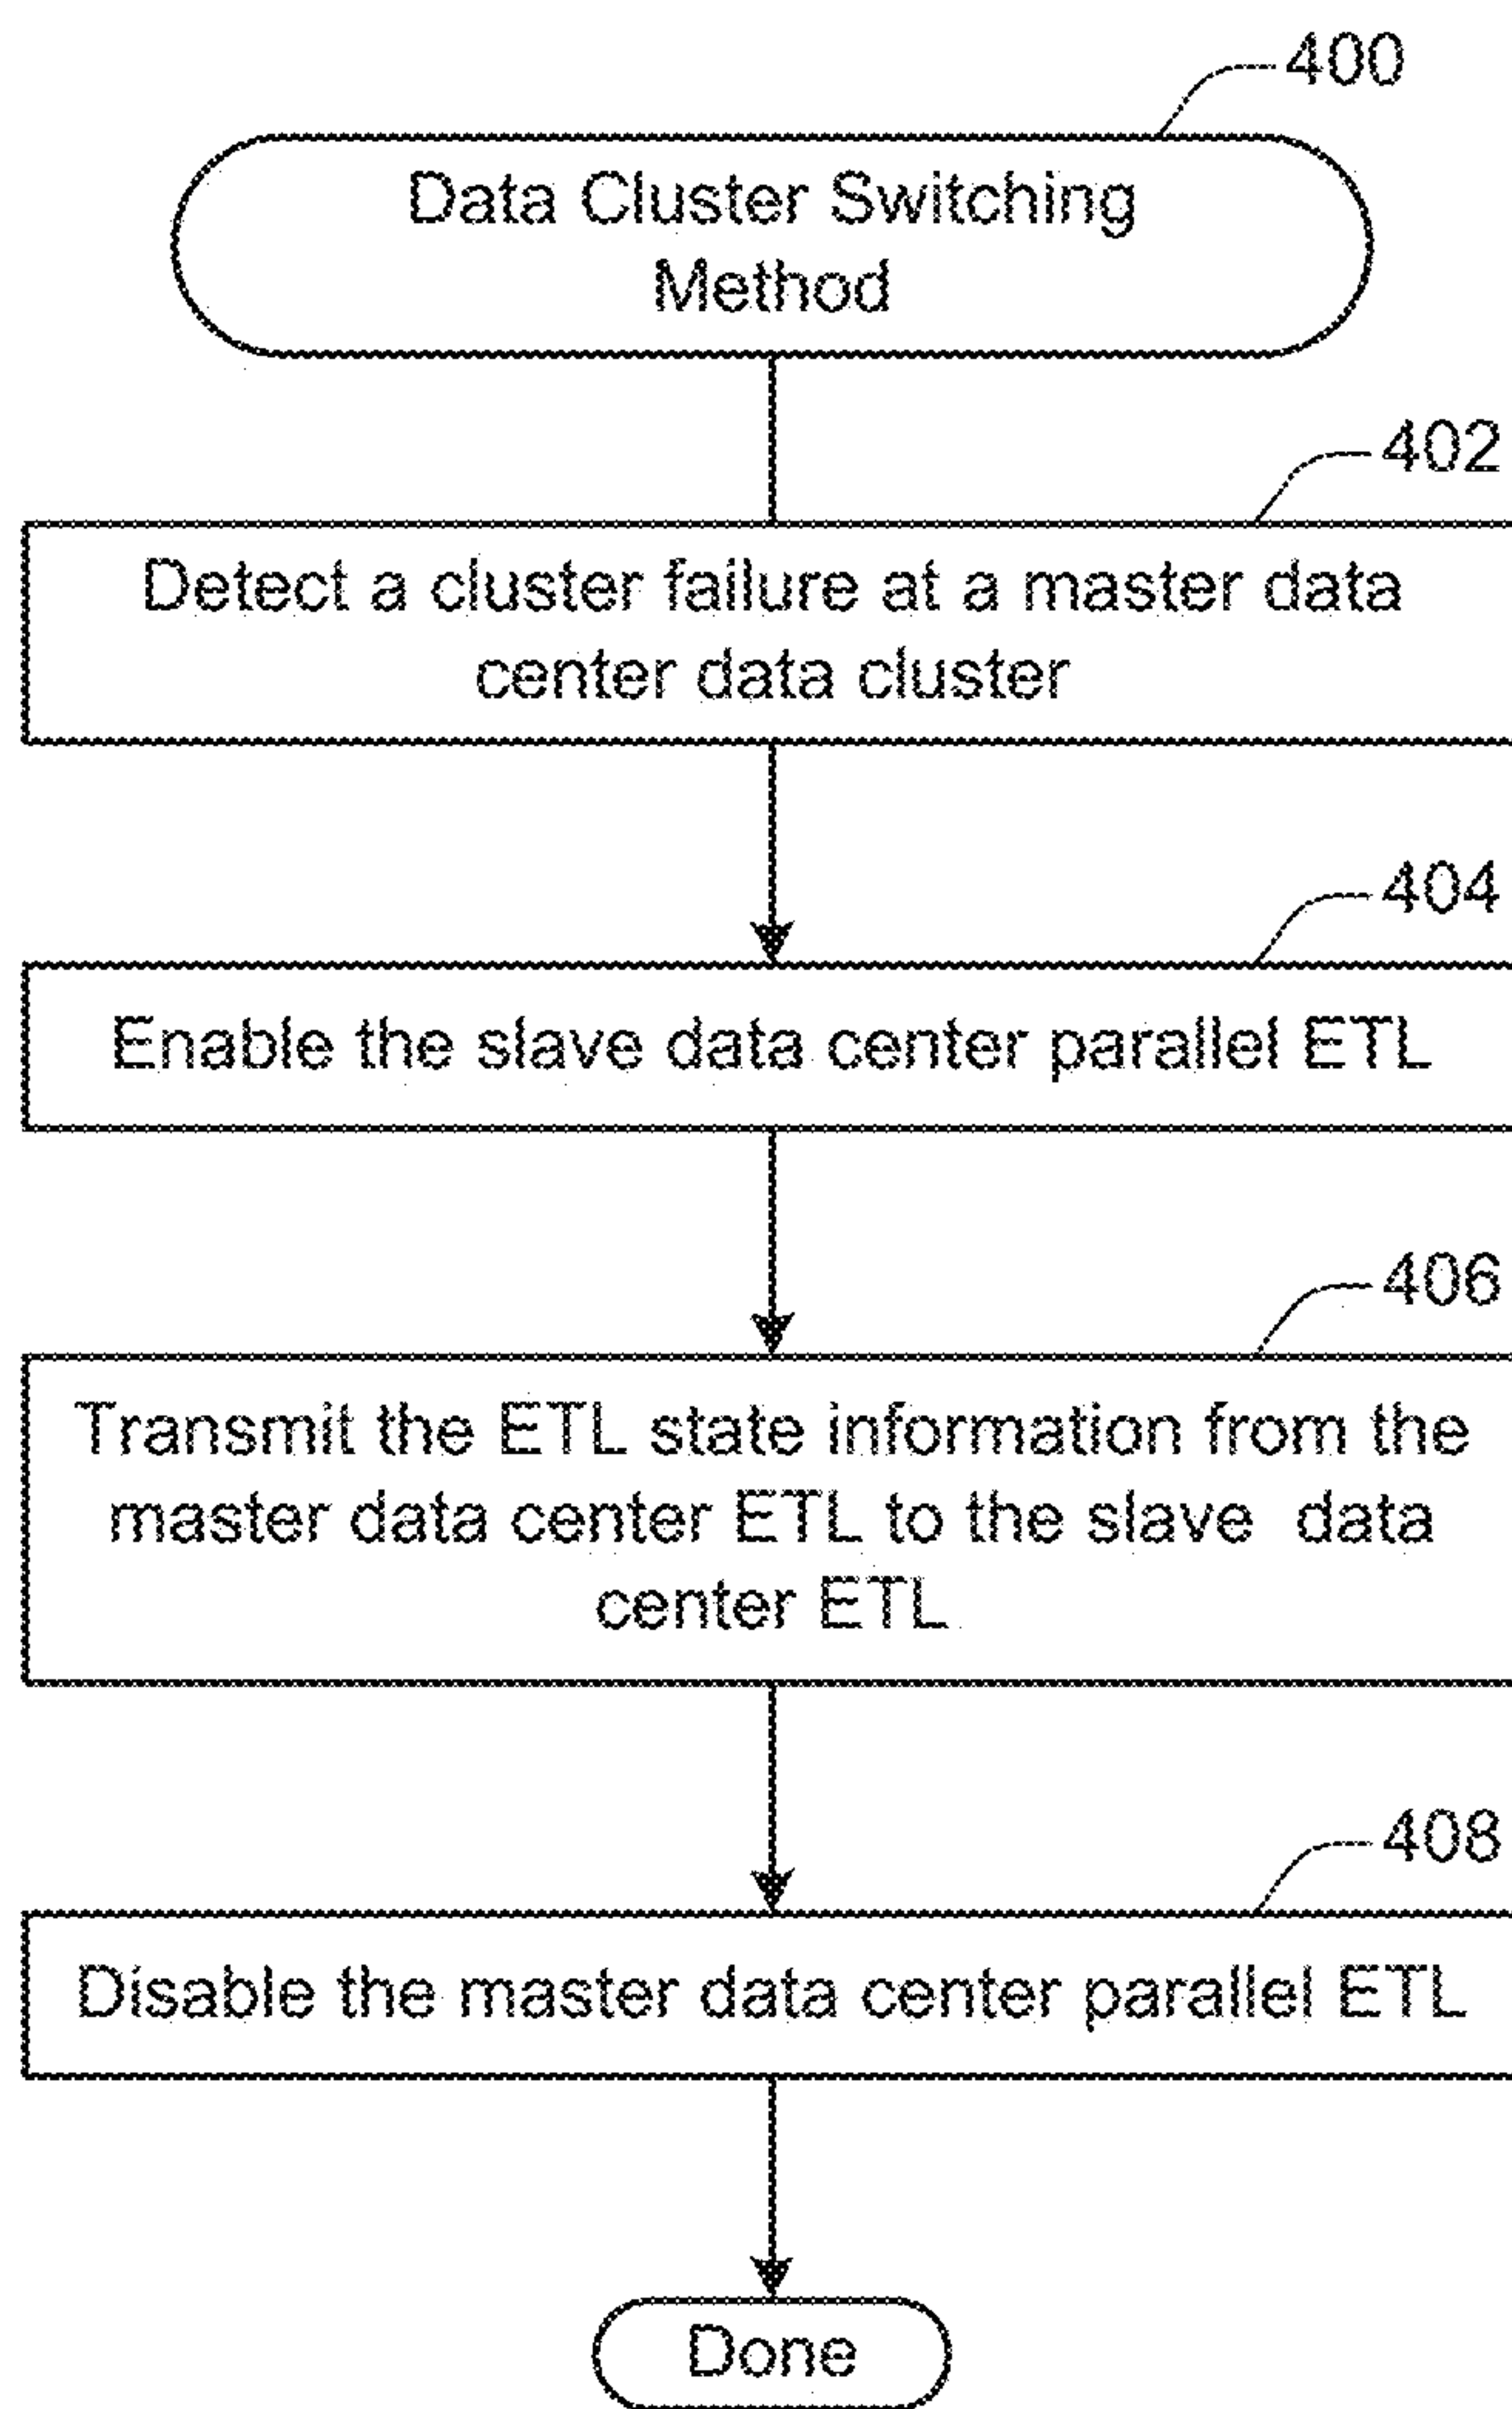 400
Data Cluster Switching
Method
402
Detect a cluster failure at a master data
center data cluster
404
Enable the slave data center parallel ETL
406
Transmit the ETL state information from the
master data center ETL to the slave data
center ETL
408
Disable the master data center parallel ETL
Done